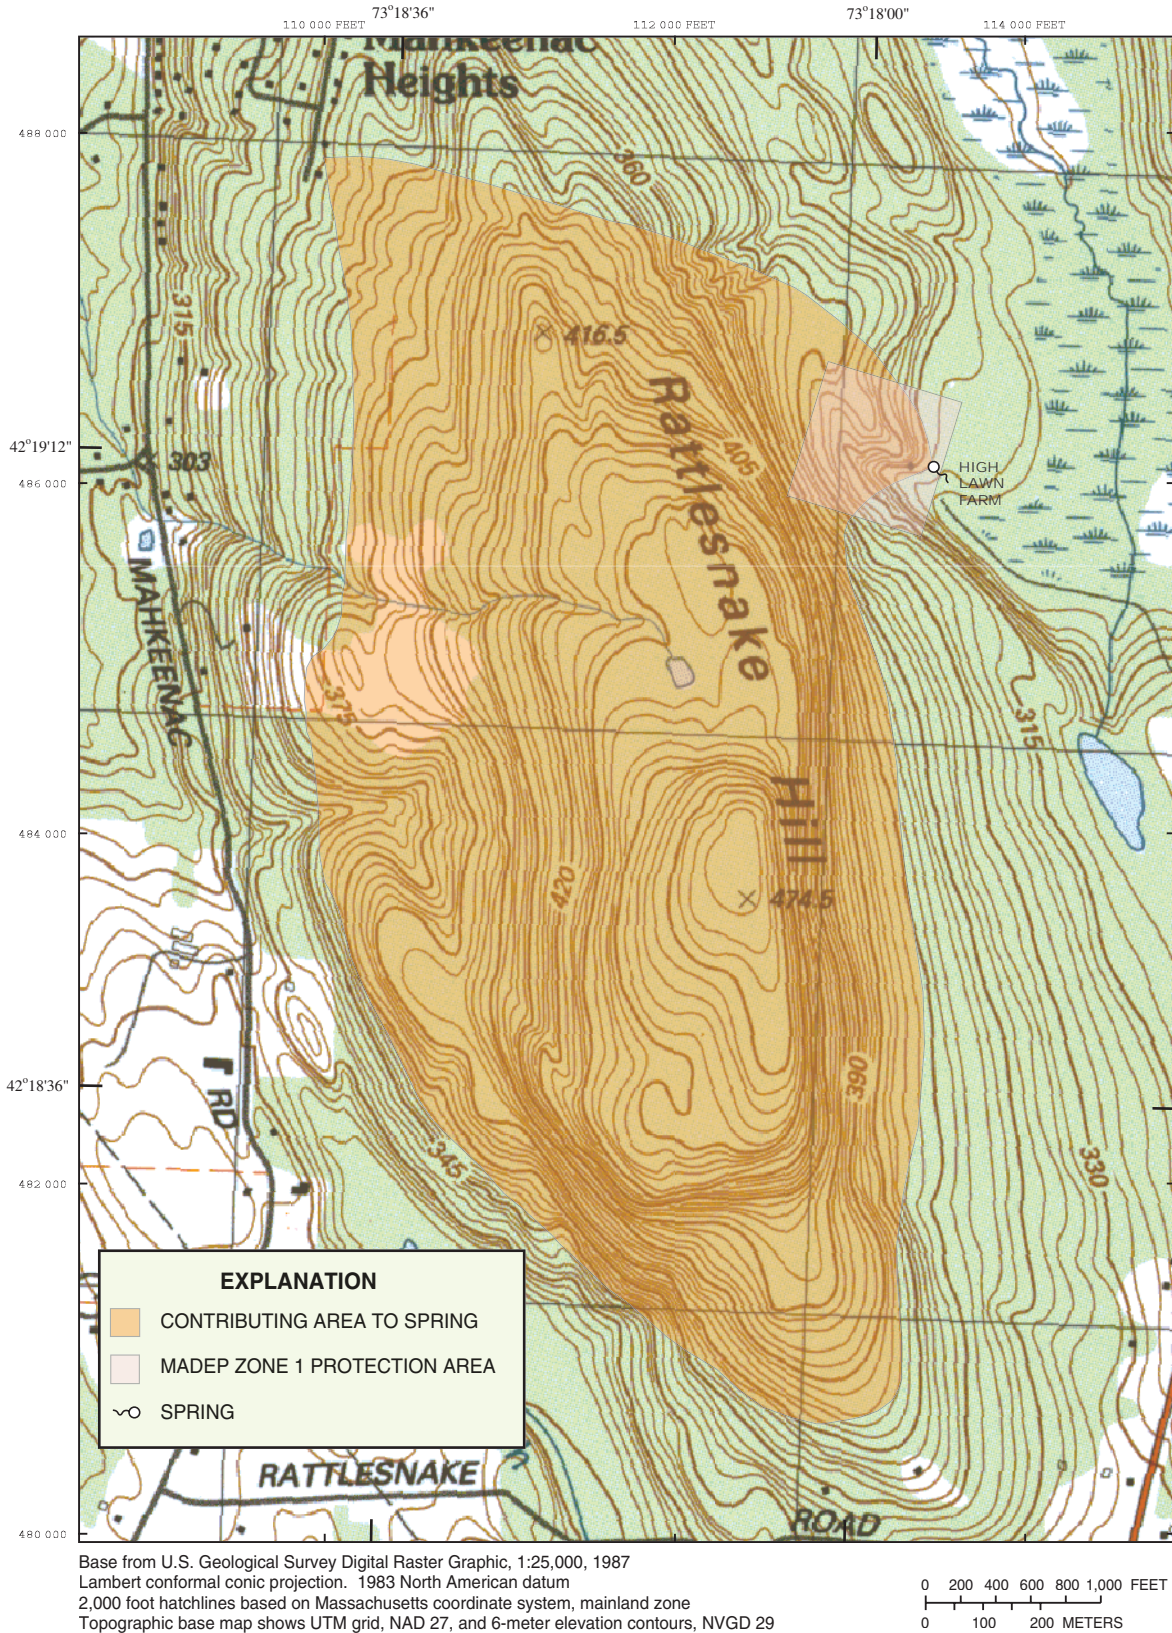 73°18'36"
73°18'00"
110 000 FEET
112 000 FEET
114 000 FEET
Mahkeenac
Heights
488 000
360
315
416.5
Rattlesnake
405
42°19'12"
303
HIGH
LAWN
FARM
486 000
MAHKEENAC
375
315
Hill
484 000
420
474.5
390
42°18'36"
RD
345
330
482 000
EXPLANATION
CONTRIBUTING AREA TO SPRING
MADEP ZONE 1 PROTECTION AREA
SPRING
RATTLESNAKE
ROAD
480 000
Base from U.S. Geological Survey Digital Raster Graphic, 1:25,000, 1987
Lambert conformal conic projection. 1983 North American datum
2,000 foot hatchlines based on Massachusetts coordinate system, mainland zone
Topographic base map shows UTM grid, NAD 27, and 6-meter elevation contours, NVGD 29
0 200 400 600 800 1,000 FEET
0 100 200 METERS